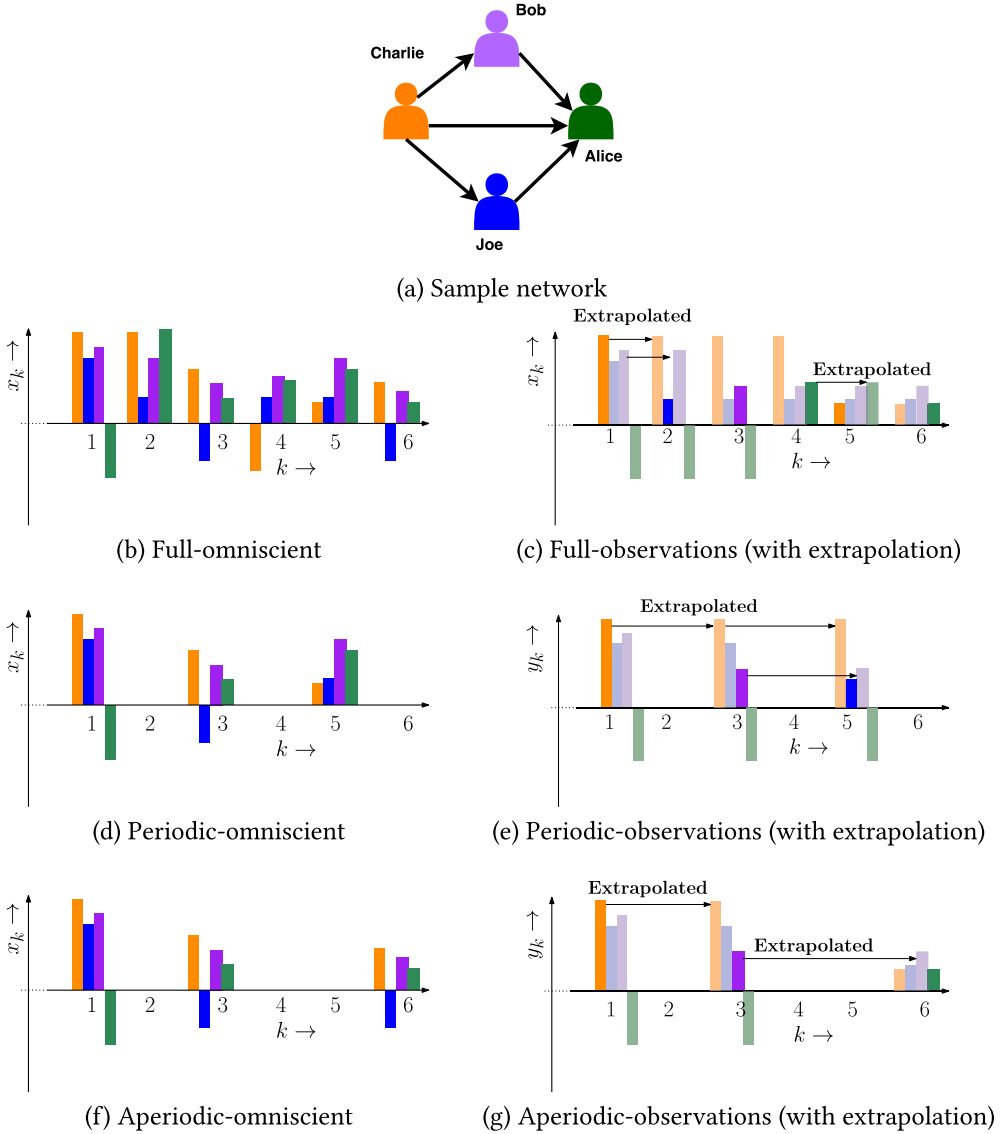 Bob
Charlie
Alice
Joe
(a) Sample network
x_k →
1 2 3 4 5 6
k →
(b) Full-omniscient
Extrapolated
Extrapolated
x_k →
1 2 3 4 5 6
k →
(c) Full-observations (with extrapolation)
x_k →
1 2 3 4 5 6
k →
(d) Periodic-omniscient
Extrapolated
y_k →
1 2 3 4 5 6
k →
(e) Periodic-observations (with extrapolation)
x_k →
1 2 3 4 5 6
k →
(f) Aperiodic-omniscient
Extrapolated
Extrapolated
y_k →
1 2 3 4 5 6
k →
(g) Aperiodic-observations (with extrapolation)